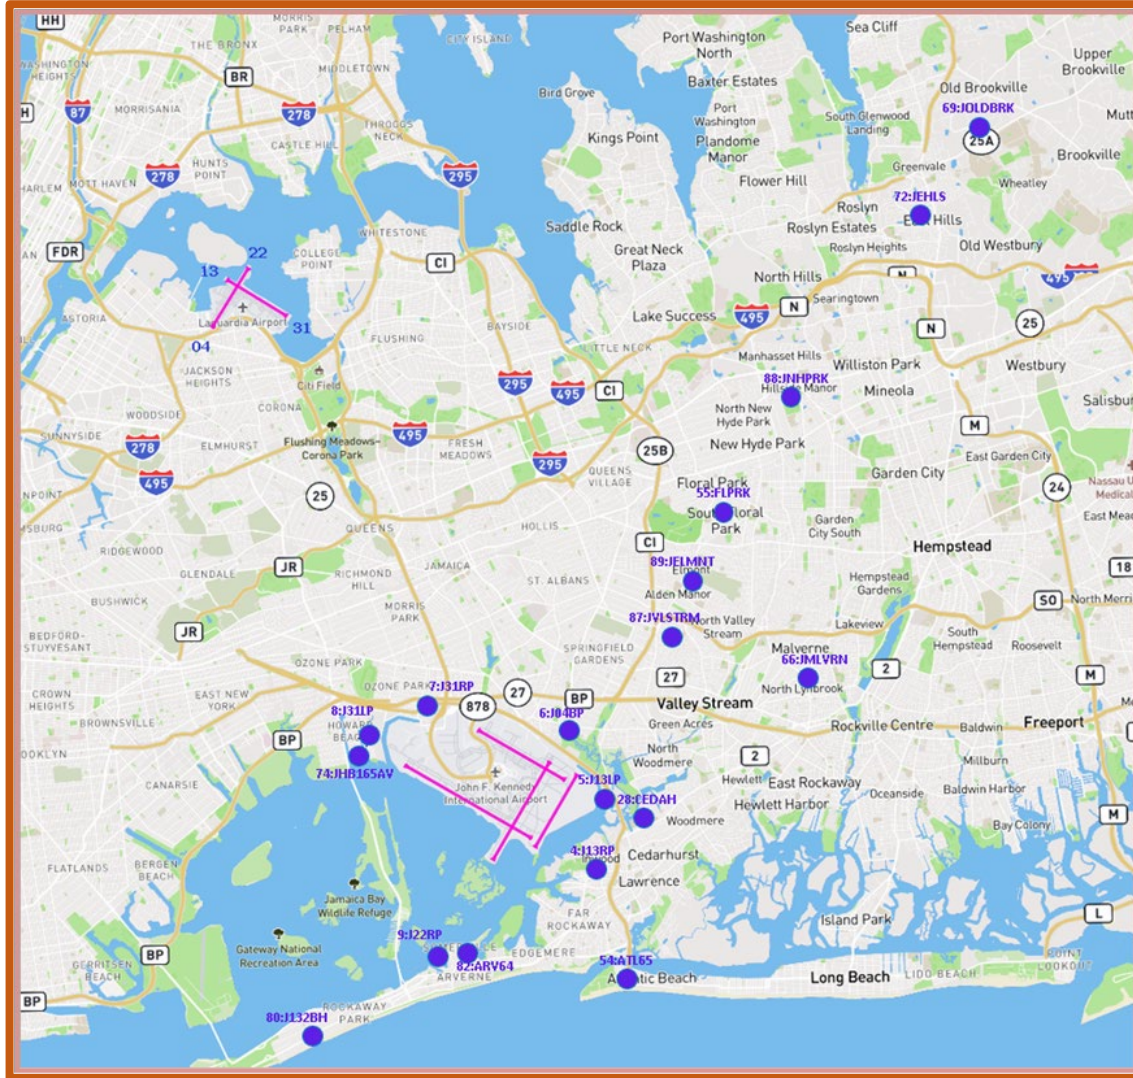 HH
MORRIS
PARK
PELHAM
CITY ISLAND
Port Washington
North
Sea Cliff
THE BRONX
WASHINGTON
HEIGHTS
BR
MIDDLETOWN
Baxter Estates
Upper
Brookville
Bird Grove
Old Brookville
87
MORRISANIA
278
THROGGS
NECK
Port
Washington
69:JOLDBRK
South Glenwood
Landing
Kings Point
Plandome
Manor
25A
CASTLE HILL
Brookville
HUNTS
POINT
278
295
Greenvale
HARLEM
MOTT HAVEN
Flower Hill
Wheatley
72:JEHLS
Roslyn
East Hills
Saddle Rock
Roslyn Estates
WHITESTONE
Great Neck
Plaza
Roslyn Heights
Old Westbury
FDR
22
COLLEGE
POINT
CI
13
North Hills
N
495
Searingtown
ASTORIA
LaGuardia Airport
31
Lake Success
495
N
N
25
04
FLUSHING
BAYSIDE
LITTLE NECK
JACKSON
HEIGHTS
Manhasset Hills
Williston Park
Westbury
Citi Field
295
495
CI
88:JNHPRK
Hillside Manor
Mineola
WOODSIDE
CORONA
North New
Hyde Park
SUNNYSIDE
278
ELMHURST
Flushing Meadows-
Corona Park
495
FRESH
MEADOWS
New Hyde Park
M
25B
East Garden City
295
QUEENS
VILLAGE
Garden City
495
25
Floral Park
24
55:FLPRK
South Floral
Park
QUEENS
HOLLIS
Garden
City South
RIDGEWOOD
CI
Hempstead
89:JELMNT
Elmont
GLENDALE
JR
RICHMOND
HILL
JAMAICA
ST. ALBANS
Alden Manor
Hempstead
Gardens
18
BUSHWICK
SO
MORRIS
PARK
87:JVLSTRM
North Valley
Stream
Lakeview
JR
SPRINGFIELD
GARDENS
Malverne
South
Hempstead
Roosevelt
OZONE PARK
66:JMLVRN
North Lynbrook
2
27
M
CROWN
HEIGHTS
EAST NEW
YORK
OZONE PARK
7:J31RP
27
BP
Valley Stream
BROWNSVILLE
8:J31LP
878
6:J04BP
Green Acres
Rockville Centre
Baldwin
Freeport
BP
HOWARD
BEACH
74:JHB165AV
North
Woodmere
2
Millburn
CANARSIE
John F. Kennedy
International Airport
5:J13LP
Hewlett
East Rockaway
28:CEDAH
Hewlett Harbor
Oceanside
Baldwin Harbor
Woodmere
M
Bay Colony
FLATLANDS
BERGEN
BEACH
4:J13RP
Inwood
Cedarhurst
Lawrence
Jamaica Bay
Wildlife Refuge
FAR
ROCKAWAY
Island Park
L
9:J22RP
Gateway National
Recreation Area
BP
GERRITSEN
BEACH
EDGEMERE
82:ARV64
ARVERNE
54:ATL65
Atlantic Beach
Long Beach
LIDO BEACH
POINT
LOOKOUT
BP
ROCKAWAY
PARK
80:J132BH